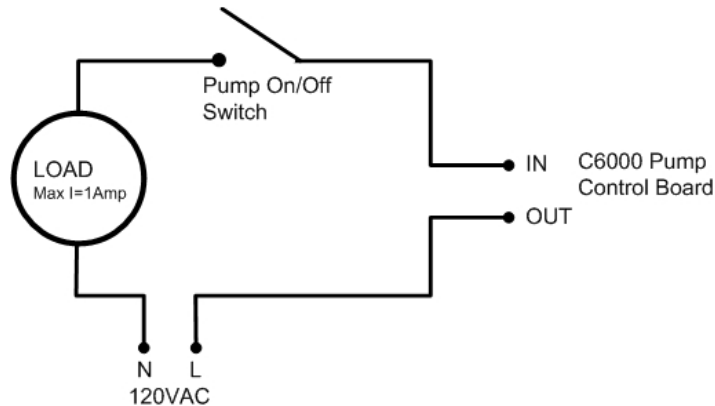 Pump On/Off
Switch
LOAD
Max I=1Amp
IN
C6000 Pump
Control Board
OUT
N
L
120VAC